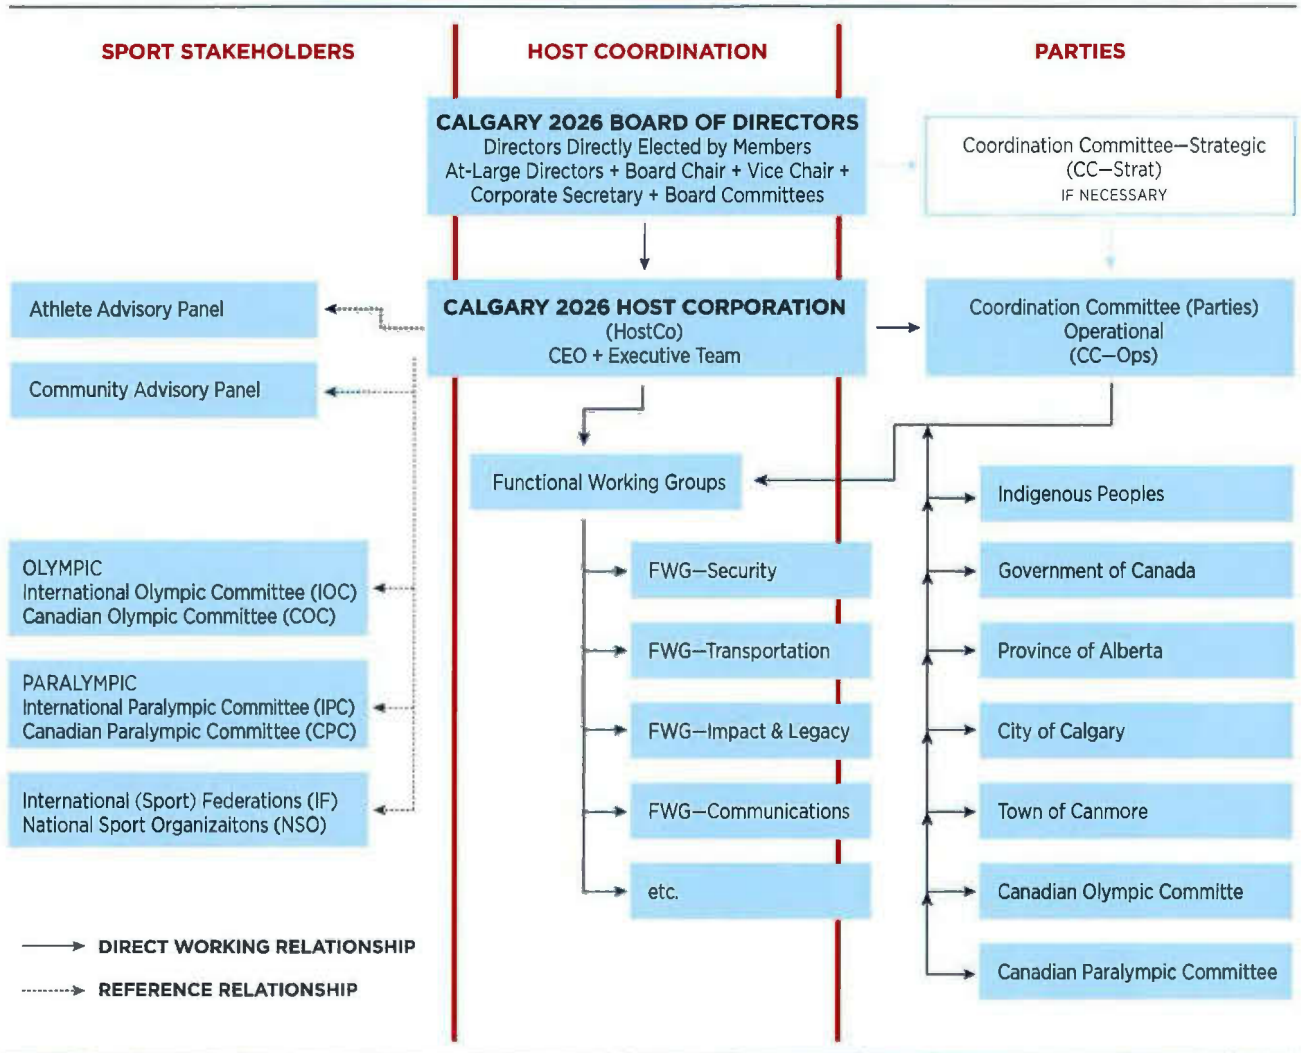 SPORT STAKEHOLDERS
HOST COORDINATION
PARTIES
CALGARY 2026 BOARD OF DIRECTORS
Directors Directly Elected by Members
At-Large Directors + Board Chair + Vice Chair +
Corporate Secretary + Board Committees
Coordination Committee—Strategic
(CC—Strat)
IF NECESSARY
Athlete Advisory Panel
Community Advisory Panel
CALGARY 2026 HOST CORPORATION
(HostCo)
CEO + Executive Team
Coordination Committee (Parties)
Operational
(CC—Ops)
Functional Working Groups
OLYMPIC
International Olympic Committee (IOC)
Canadian Olympic Committee (COC)
PARALYMPIC
International Paralympic Committee (IPC)
Canadian Paralympic Committee (CPC)
International (Sport) Federations (IF)
National Sport Organizaitons (NSO)
FWG—Security
FWG—Transportation
FWG—Impact & Legacy
FWG—Communications
etc.
Indigenous Peoples
Government of Canada
Province of Alberta
City of Calgary
Town of Canmore
Canadian Olympic Committe
Canadian Paralympic Committee
DIRECT WORKING RELATIONSHIP
REFERENCE RELATIONSHIP